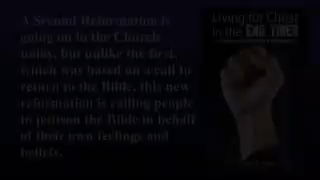 A Second Reformation is
going on in the Church
today, but unlike the first,
which was based on a call to
return to the Bible, this new
reformation is calling people
to the Bible in behalf
of their own feelings and
beliefs.
Living for Christ
in the END TIMES